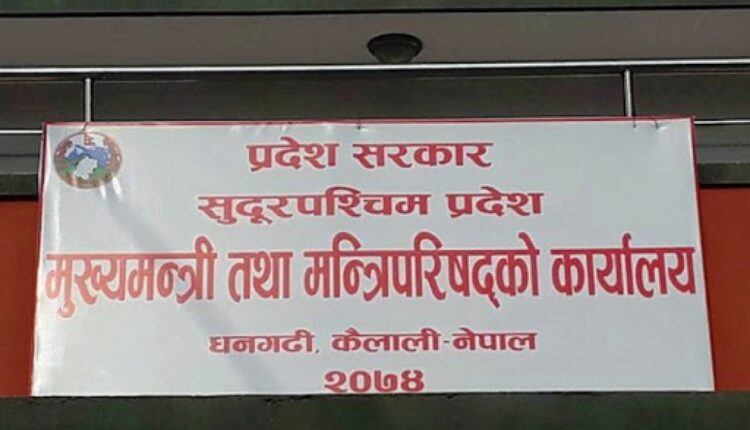 प्रदेश सरकार
सुदूरपश्चिम प्रदेश
मुख्यमन्त्री तथा मन्त्रिपरिषद्को कार्यालय
धनगढी, कैलाली-नेपाल
२०७४